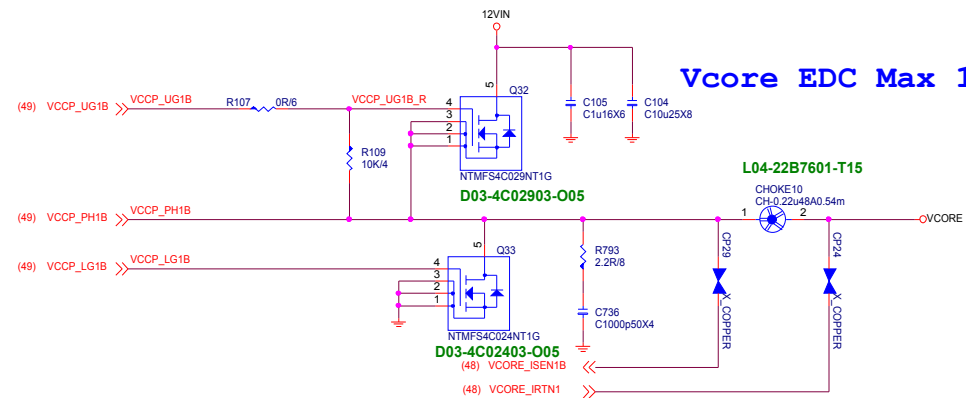 12VIN
Vcore EDC Max 1
(49) VCCP_UG1B VCCP_UG1B R107 0R/6 VCCP_UG1B_R 4 3 2 1 5 Q32
C105
C1u16X6
C104
C10u25X8
R109
10K/4
NTMFS4C029NT1G
D03-4C02903-O05
L04-22B7601-T15
CHOKE10
CH-0.22u48A0.54m
(49) VCCP_PH1B VCCP_PH1B 1 2 VCORE
(49) VCCP_LG1B VCCP_LG1B 4 3 2 1 5 Q33
R793
2.2R/8
CP29
X_COPPER
CP24
X_COPPER
C736
C1000p50X4
NTMFS4C024NT1G
D03-4C02403-O05
(48) VCORE_ISEN1B
(48) VCORE_IRTN1